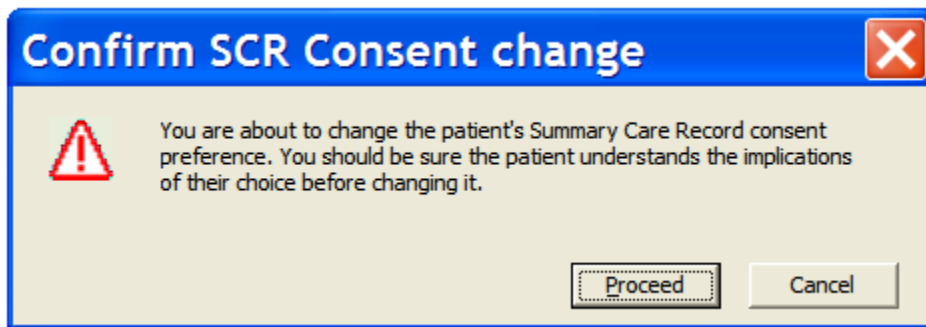 Confirm SCR Consent change
You are about to change the patient's Summary Care Record consent
preference. You should be sure the patient understands the implications
of their choice before changing it.
Proceed
Cancel